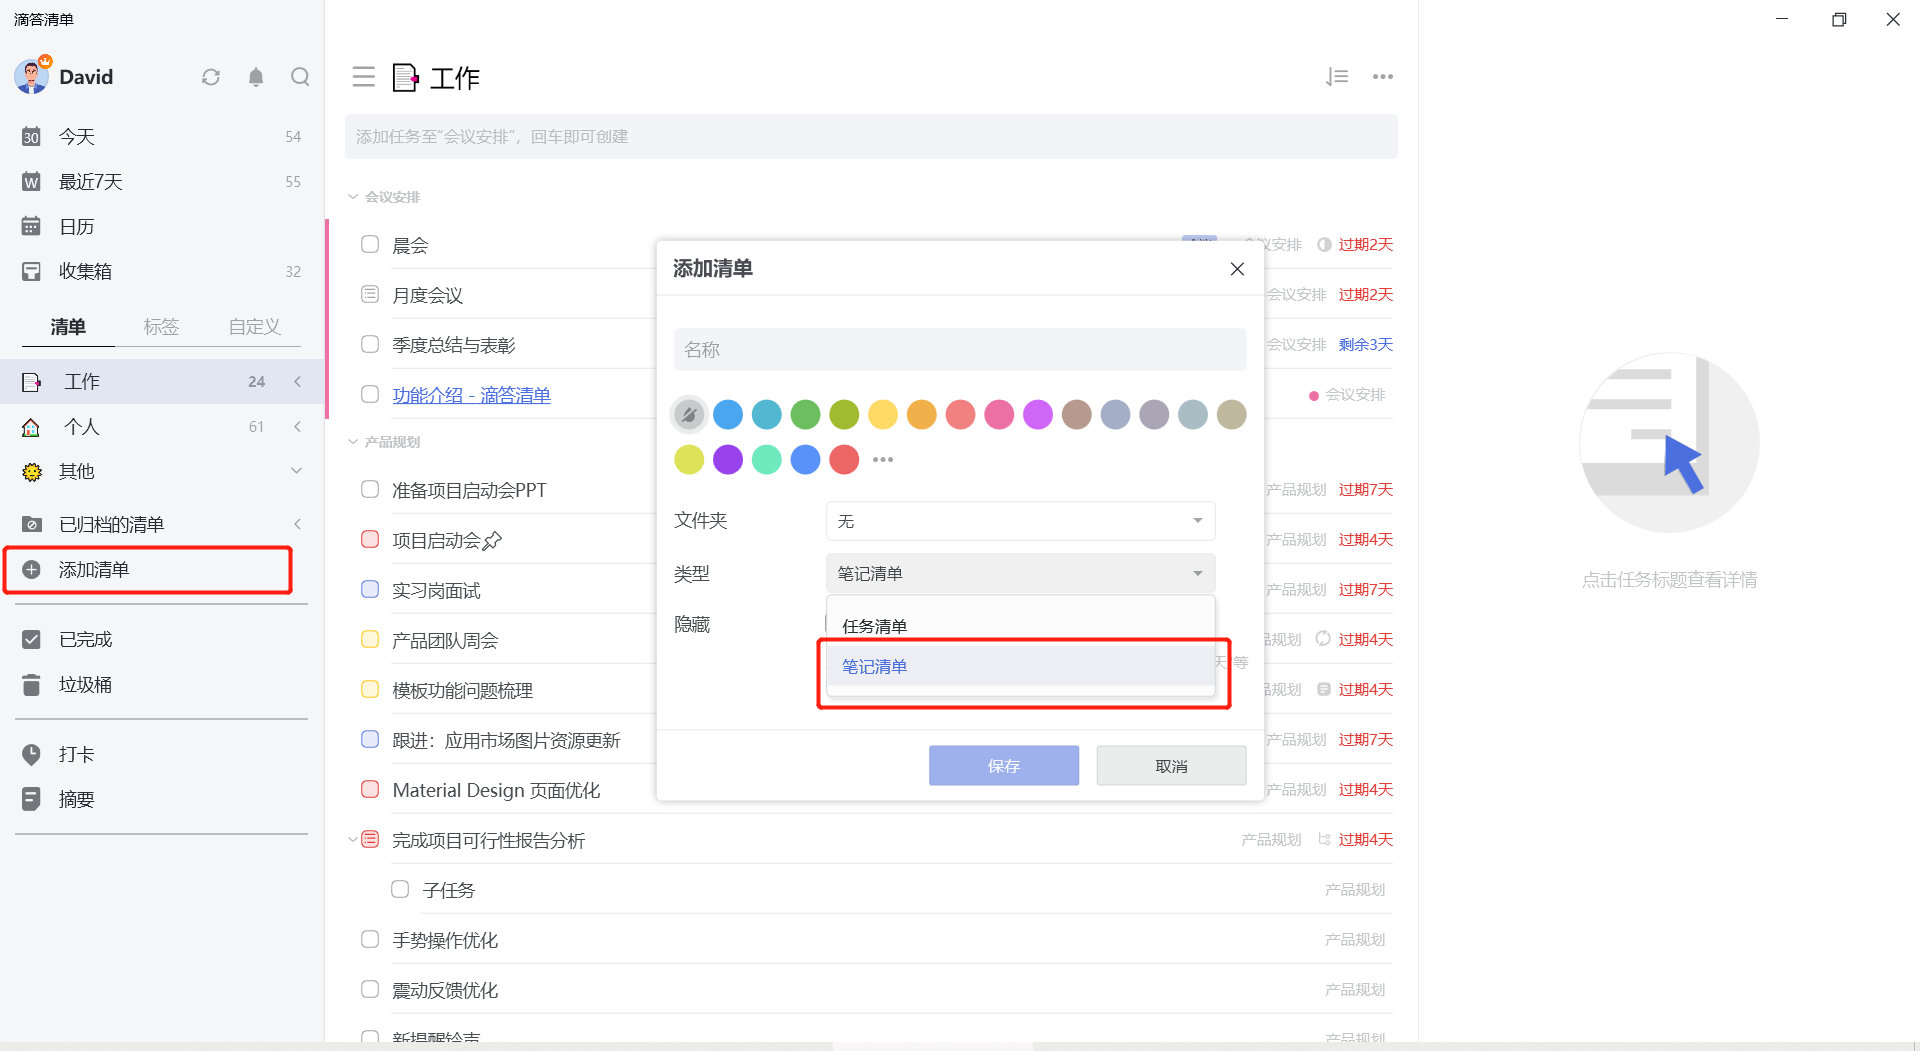 滴答清单
David
30 今天 54
W 最近7天 55
日历
收集箱 32
清单 标签 自定义
工作 24
个人 61
其他
已归档的清单
添加清单
已完成
垃圾桶
打卡
摘要
工作
添加任务至“会议安排”，回车即可创建
会议安排
晨会 议安排 过期2天
月度会议 会议安排 过期2天
季度总结与表彰 会议安排 剩余3天
功能介绍 - 滴答清单 会议安排
产品规划
准备项目启动会PPT 产品规划 过期7天
项目启动会 产品规划 过期4天
实习岗面试 产品规划 过期7天
产品团队周会 品规划 过期4天
模板功能问题梳理 品规划 过期4天
跟进：应用市场图片资源更新 产品规划 过期7天
Material Design 页面优化 产品规划 过期4天
完成项目可行性报告分析 产品规划 过期4天
子任务 产品规划
手势操作优化 产品规划
震动反馈优化 产品规划
新提醒铃声 产品规划
添加清单
名称
文件夹 无
类型 笔记清单
隐藏
任务清单
笔记清单
天 等
保存 取消
点击任务标题查看详情